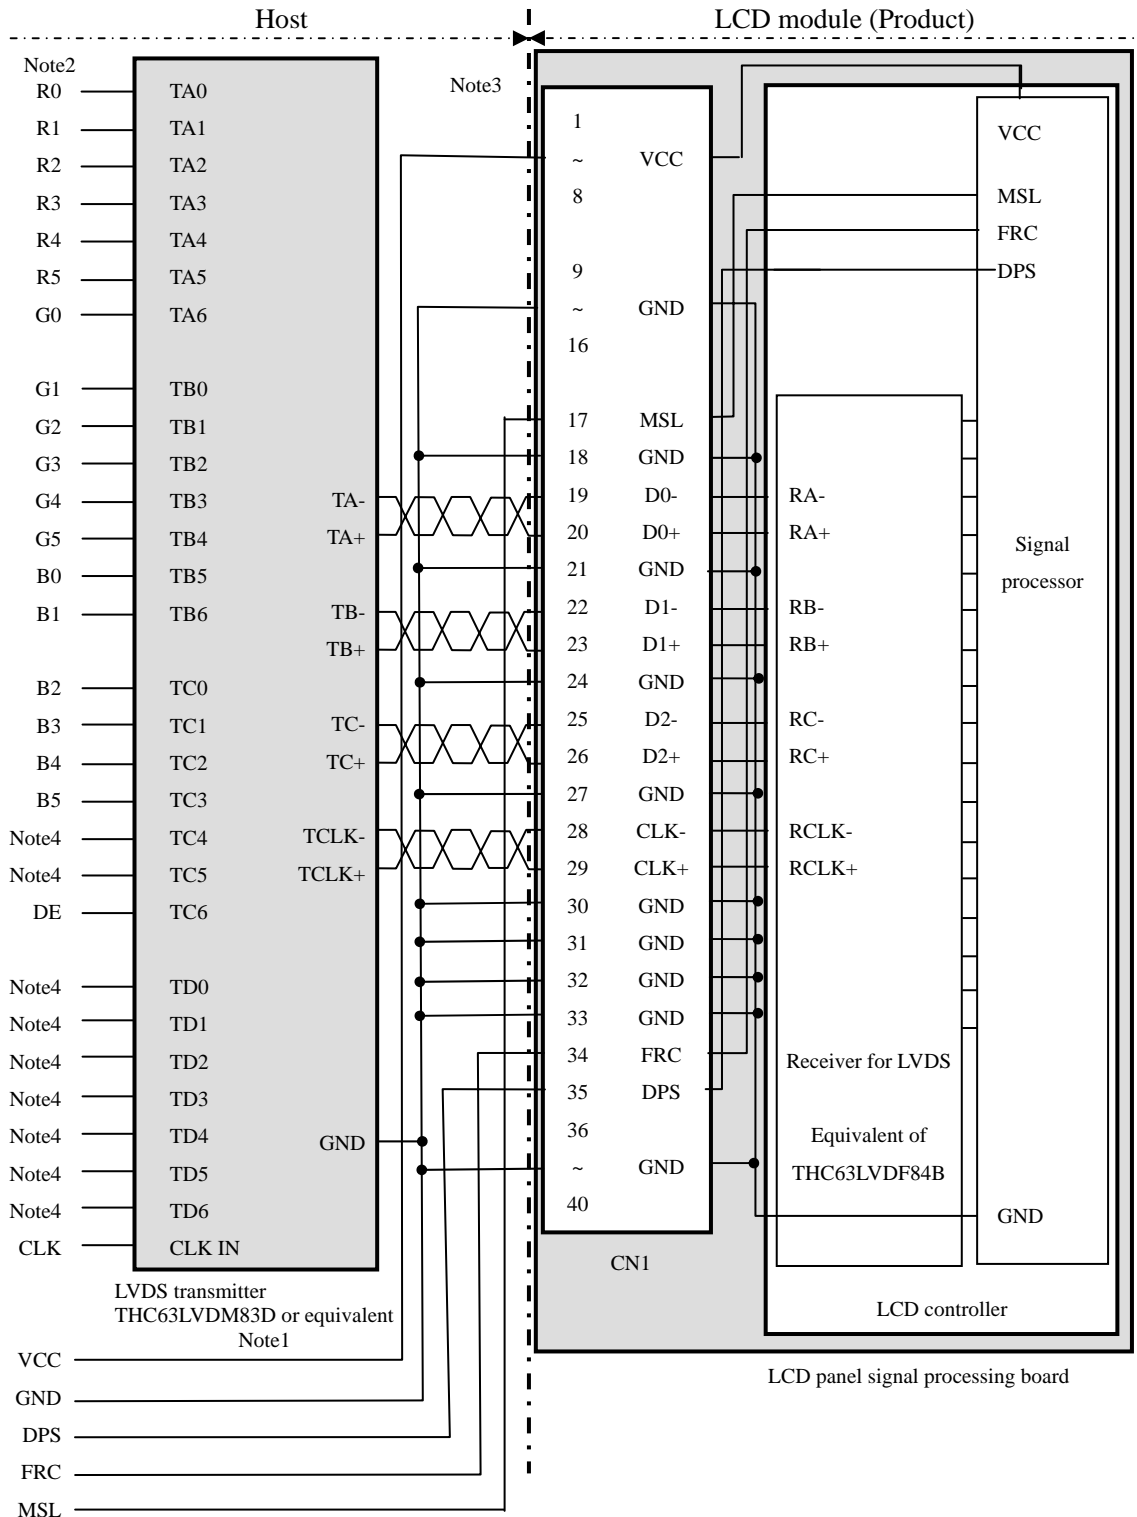 Host
LCD module (Product)
Note2
Note3
R0 TA0
R1 TA1
R2 TA2
R3 TA3
R4 TA4
R5 TA5
G0 TA6
G1 TB0
G2 TB1
G3 TB2
G4 TB3 TA-
G5 TB4 TA+
B0 TB5
B1 TB6 TB-
TB+
B2 TC0
B3 TC1 TC-
B4 TC2 TC+
B5 TC3
Note4 TC4 TCLK-
Note4 TC5 TCLK+
DE TC6
Note4 TD0
Note4 TD1
Note4 TD2
Note4 TD3
Note4 TD4 GND
Note4 TD5
Note4 TD6
CLK CLK IN
LVDS transmitter
THC63LVDM83D or equivalent
Note1
VCC
GND
DPS
FRC
MSL
1
~ VCC
8
9
~ GND
16
17 MSL
18 GND
19 D0-
20 D0+
21 GND
22 D1-
23 D1+
24 GND
25 D2-
26 D2+
27 GND
28 CLK-
29 CLK+
30 GND
31 GND
32 GND
33 GND
34 FRC
35 DPS
36
~ GND
40
CN1
RA-
RA+
RB-
RB+
RC-
RC+
RCLK-
RCLK+
Receiver for LVDS
Equivalent of
THC63LVDF84B
VCC
MSL
FRC
DPS
Signal
processor
GND
LCD controller
LCD panel signal processing board